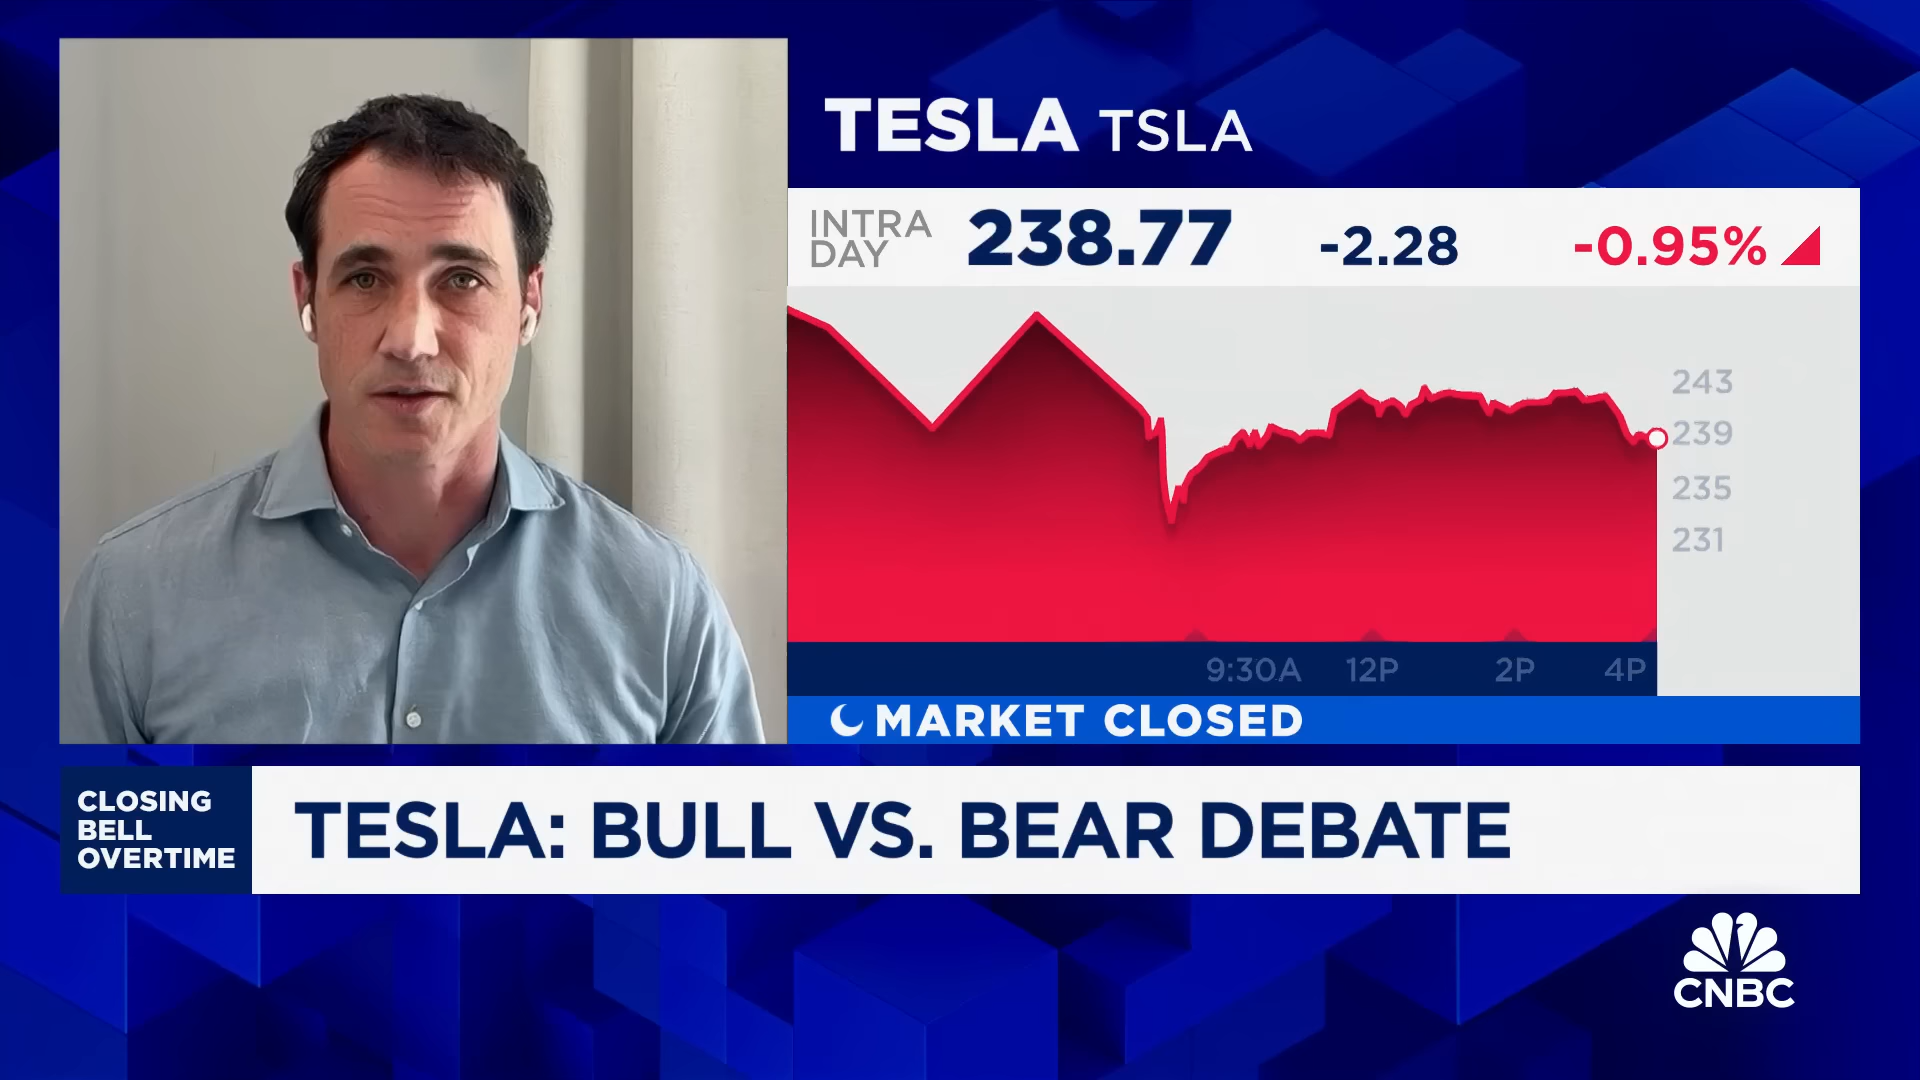 TESLA TSLA
INTRA
DAY
238.77 -2.28 -0.95%
243
239
235
231
9:30A 12P 2P 4P
MARKET CLOSED
CLOSING
BELL
OVERTIME
TESLA: BULL VS. BEAR DEBATE
CNBC